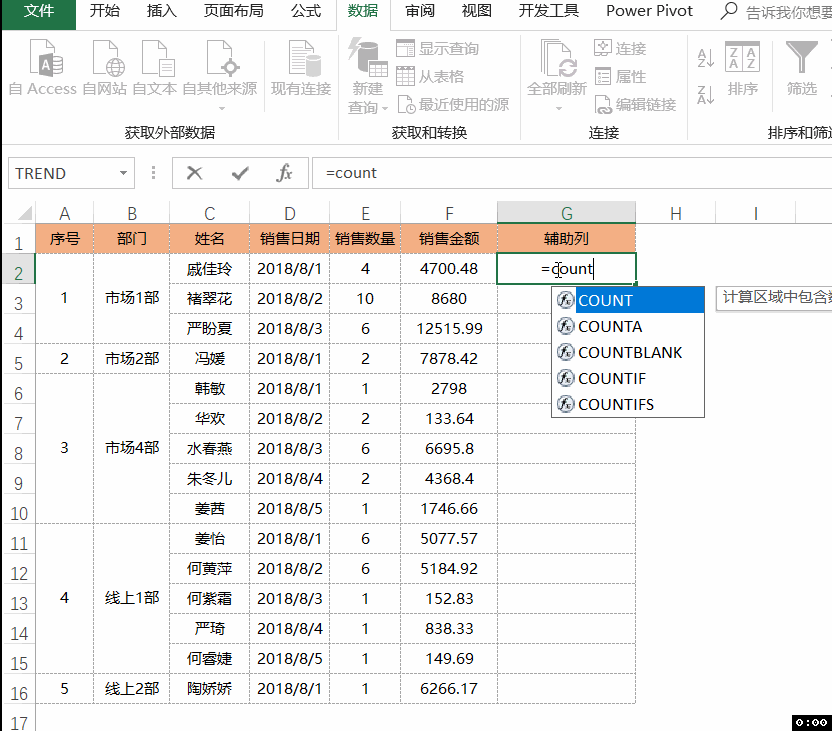 文件 开始 插入 页面布局 公式 数据 审阅 视图 开发工具 Power Pivot 告诉我你想要
自 Access 自网站 自文本 自其他来源 现有连接 新建查询 显示查询 从表格 最近使用的源 全部刷新 连接 属性 编辑链接 排序 筛选
获取外部数据 获取和转换 连接 排序和筛
TREND =count
A B C D E F G H I
1 序号 部门 姓名 销售日期 销售数量 销售金额 辅助列
2 戚佳玲 2018/8/1 4 4700.48 =count
3 1 市场1部 褚翠花 2018/8/2 10 8680
4 严盼夏 2018/8/3 6 12515.99
5 2 市场2部 冯媛 2018/8/1 2 7878.42
6 韩敏 2018/8/1 1 2798
7 华欢 2018/8/2 2 133.64
8 3 市场4部 水春燕 2018/8/3 6 6695.8
9 朱冬儿 2018/8/4 2 4368.4
10 姜茜 2018/8/5 1 1746.66
11 姜怡 2018/8/1 6 5077.57
12 何黄萍 2018/8/2 6 5184.92
13 4 线上1部 何紫霜 2018/8/3 1 152.83
14 严琦 2018/8/4 1 838.33
15 何睿婕 2018/8/5 1 149.69
16 5 线上2部 陶娇娇 2018/8/1 1 6266.17
17
COUNT 计算区域中包含
COUNTA
COUNTBLANK
COUNTIF
COUNTIFS
0:00